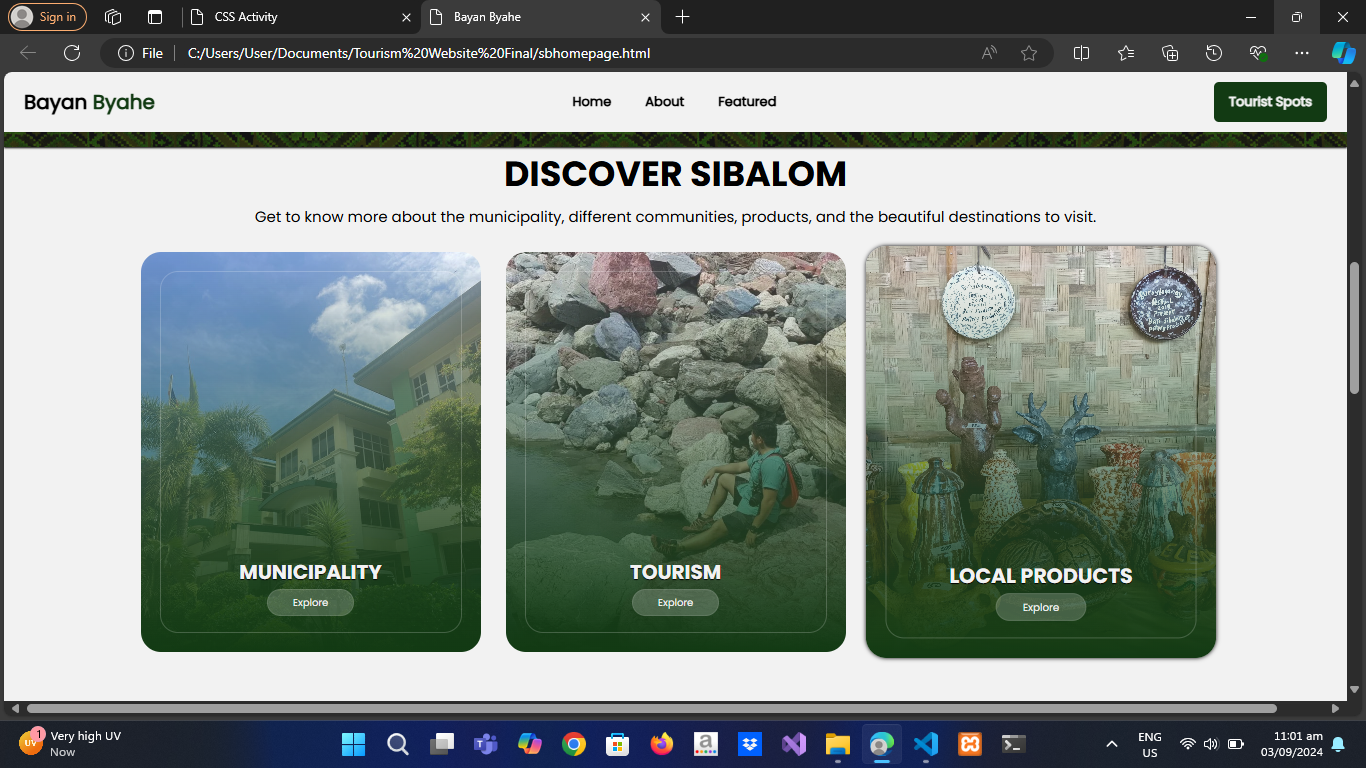 Sign in
CSS Activity
Bayan Byahe
File
C:/Users/User/Documents/Tourism%20Website%20Final/sbhomepage.html
Bayan Byahe
Home
About
Featured
Tourist Spots
DISCOVER SIBALOM
Get to know more about the municipality, different communities, products, and the beautiful destinations to visit.
MUNICIPALITY
Explore
TOURISM
Explore
LOCAL PRODUCTS
Explore
1
UV
Very high UV
Now
a
ENG
US
11:01 am
03/09/2024